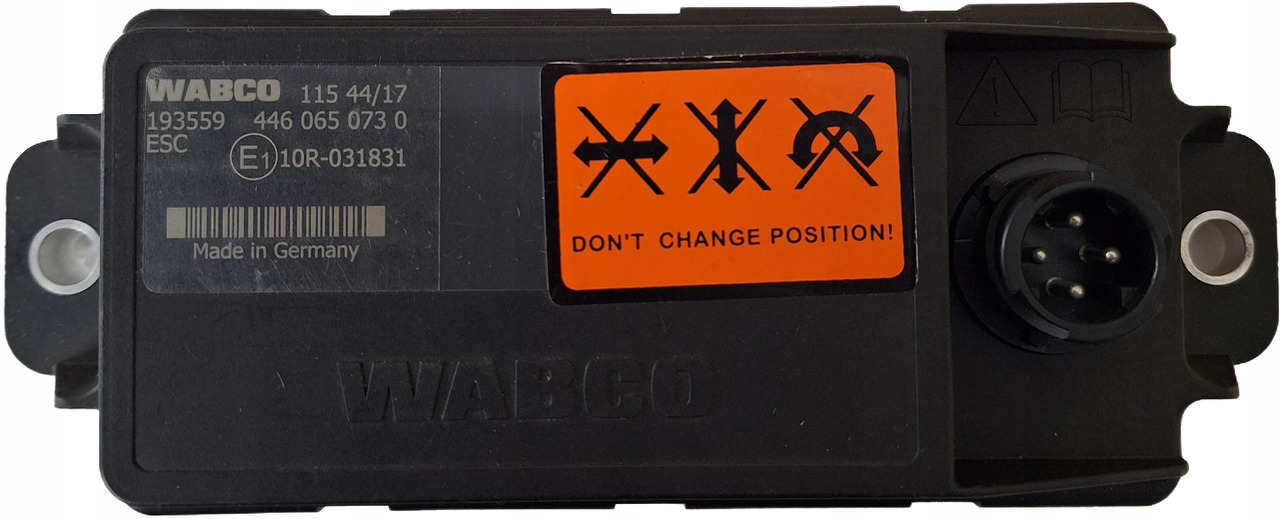 WABCO 115 44/17
193559 446 065 073 0
ESC
E1 10R-031831
Made in Germany
DON'T CHANGE POSITION!
WABCO